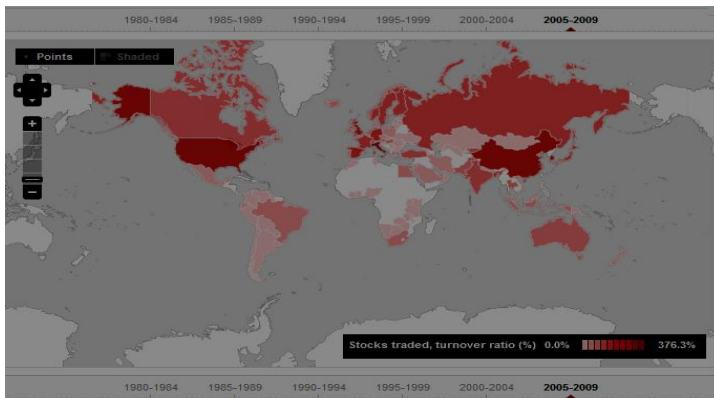 1980-1984 1985-1989 1990-1994 1995-1999 2000-2004 2005-2009
Points Shaded
+
−
Stocks traded, turnover ratio (%) 0.0% 376.3%
1980-1984 1985-1989 1990-1994 1995-1999 2000-2004 2005-2009